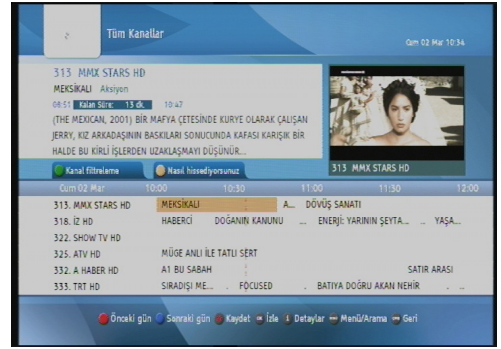 Tüm Kanallar
Cum 02 Mar 10:34
313 MMX STARS HD
MEKSİKALI Aksiyon
08:51 Kalan Süre: 13 dk. 10:47
(THE MEXICAN, 2001) BİR MAFYA ÇETESİNDE KURYE OLARAK ÇALIŞAN
JERRY, KIZ ARKADAŞININ BASKILARI SONUCUNDA KAFASI KARIŞIK BİR
HALDE BU KİRLİ İŞLERDEN UZAKLAŞMAYI DÜŞÜNÜR...
Kanal filtreleme Nasıl hissediyorsunuz
313 MMX STARS HD
Cum 02 Mar 10:00 10:30 11:00 11:30 12:00
313. MMX STARS HD MEKSİKALI A... DÖVÜŞ SANATI
318. İZ HD HABERCİ DOĞANIN KANUNU ... ENERJİ: YARININ ŞEYTA... ... YAŞA...
322. SHOW TV HD
325. ATV HD MÜGE ANLI İLE TATLI SERT
332. A HABER HD A1 BU SABAH SATIR ARASI
333. TRT HD SIRADIŞI ME... . FOCUSED . BATIYA DOĞRU AKAN NEHİR . ...
Önceki gün Sonraki gün Kaydet İzle Detaylar Menü/Arama Geri